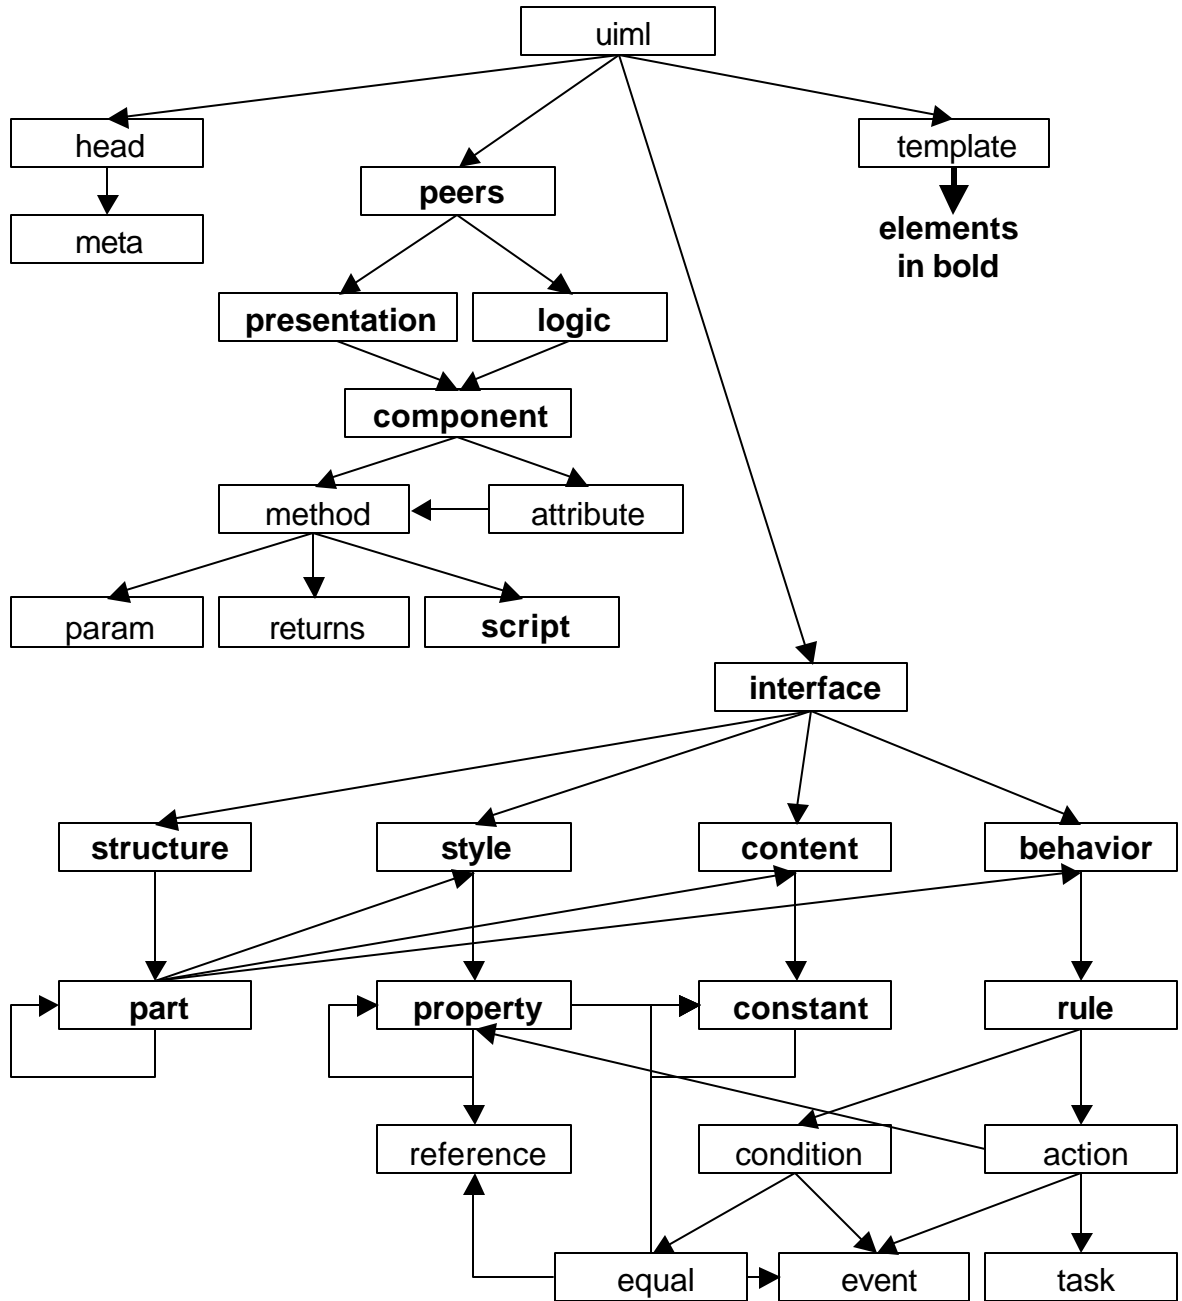 uiml
head
template
peers
meta
elements
in bold
presentation
logic
component
method
attribute
param
returns
script
interface
structure
style
content
behavior
part
property
constant
rule
reference
condition
action
equal
event
task